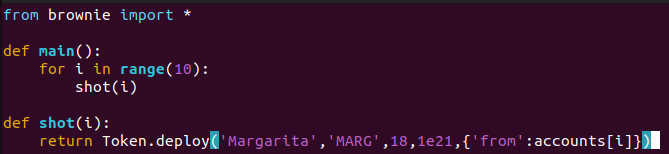 from brownie import *
def main():
    for i in range(10):
        shot(i)
def shot(i):
    return Token.deploy('Margarita','MARG',18,1e21,{'from':accounts[i]})